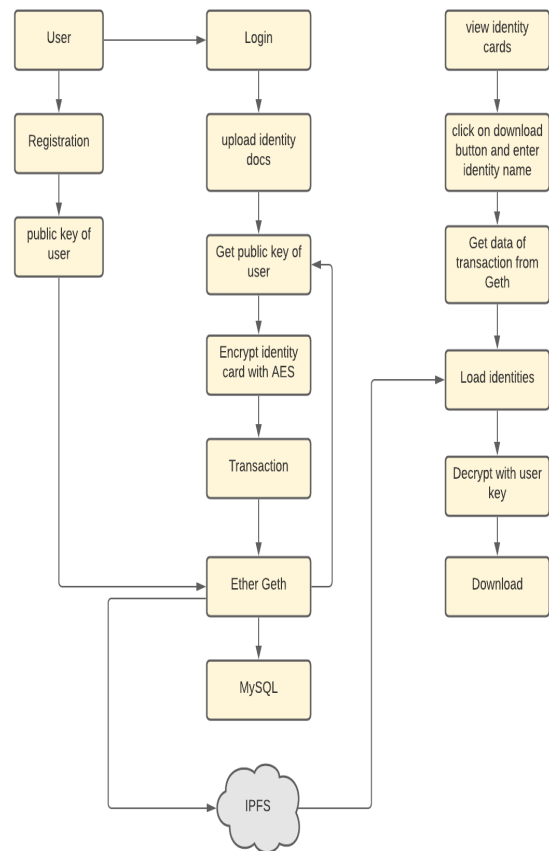 User
Registration
public key of
user
Login
upload identity
docs
Get public key of
user
Encrypt identity
card with AES
Transaction
Ether Geth
MySQL
IPFS
view identity
cards
click on download
button and enter
identity name
Get data of
transaction from
Geth
Load identities
Decrypt with user
key
Download